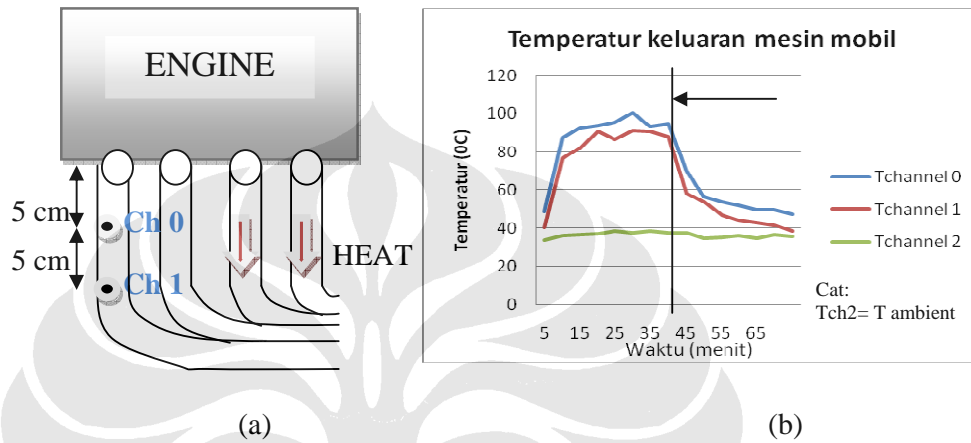 ENGINE
5 cm
5 cm
Ch 0
Ch 1
HEAT
(a)
Temperatur keluaran mesin mobil
Temperatur (0C)
120
100
80
60
40
20
0
5 15 25 35 45 55 65
Waktu (menit)
Tchannel 0
Tchannel 1
Tchannel 2
Cat:
Tch2= T ambient
(b)